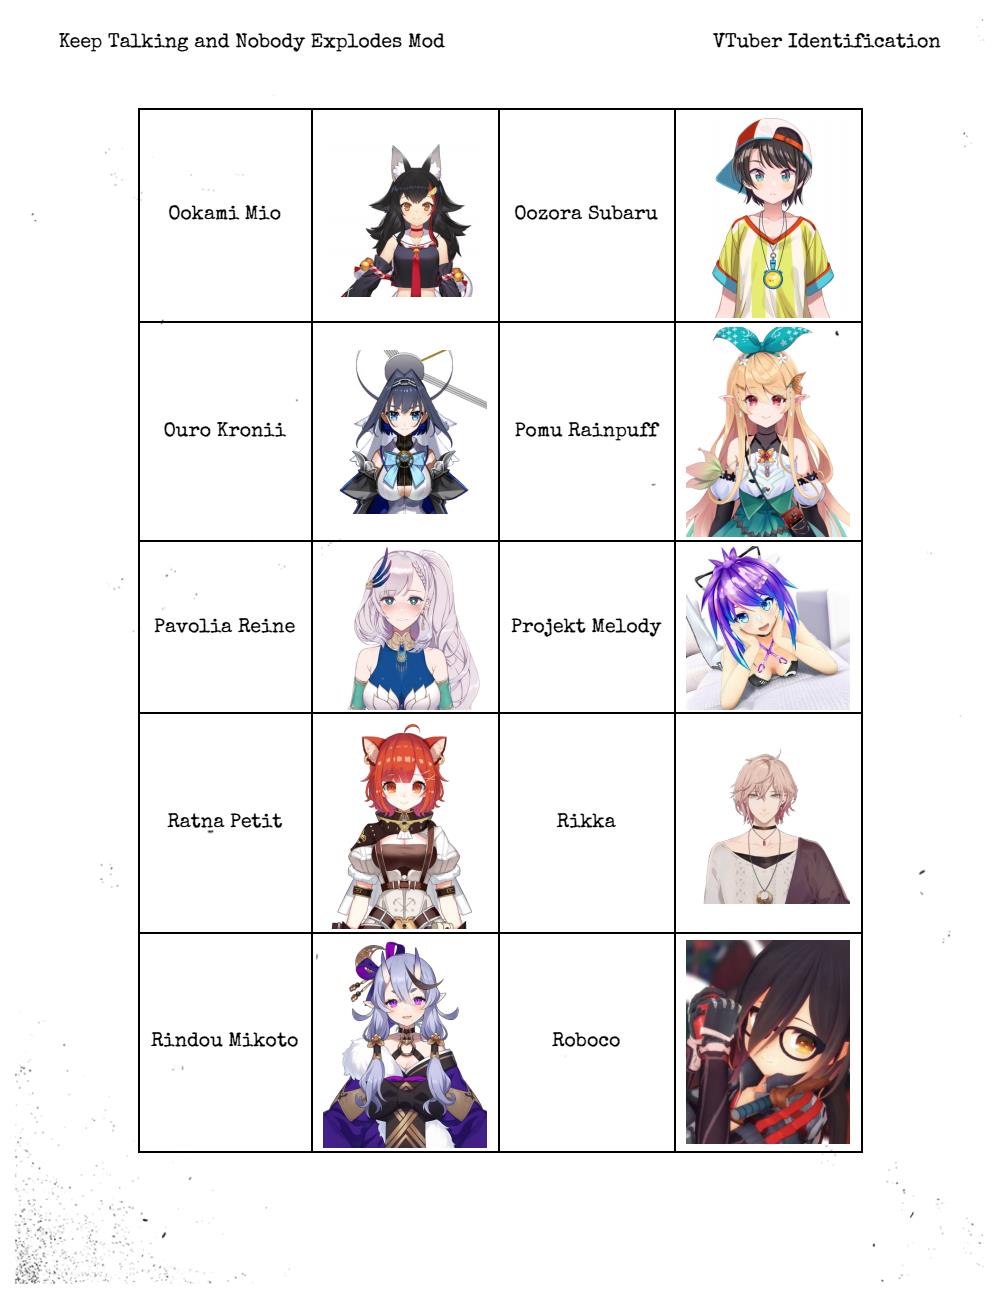 Keep Talking and Nobody Explodes Mod
VTuber Identification
Ookami Mio
Oozora Subaru
Ouro Kronii
Pomu Rainpuff
Pavolia Reine
Projekt Melody
Ratna Petit
Rikka
Rindou Mikoto
Roboco